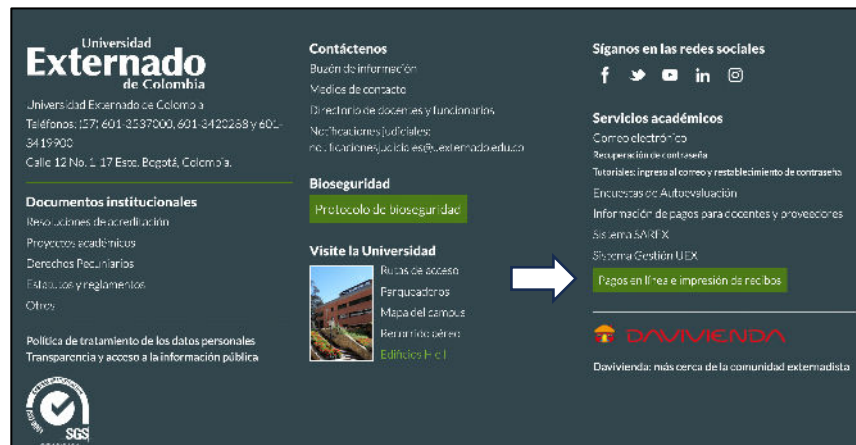 Universidad
Externado
de Colombia
Universidad Externado de Colombia
Teléfonos: (57) 601-3537000, 601-3420288 y 601-
3419900
Calle 12 No. 1-17 Este. Bogotá, Colombia.
Documentos institucionales
Resoluciones de acreditación
Proyectos académicos
Derechos Pecuniarios
Estatutos y reglamentos
Otros
Política de tratamiento de los datos personales
Transparencia y acceso a la información pública
SGS
Contáctenos
Buzón de información
Medios de contacto
Directorio de docentes y funcionarios
Notificaciones judiciales:
notificacionesjudiciales@uexternado.edu.co
Bioseguridad
Protocolo de bioseguridad
Visite la Universidad
Rutas de acceso
Parqueaderos
Mapa del campus
Recorrido aéreo
Edificios H e I
Síganos en las redes sociales
Servicios académicos
Correo electrónico
Recuperación de contraseña
Tutoriales: ingreso al correo y restablecimiento de contraseña
Encuestas de Autoevaluación
Información de pagos para docentes y proveedores
Sistema SAREX
Sistema Gestión UEX
Pagos en línea e impresión de recibos
DAVIVIENDA
Davivienda: más cerca de la comunidad externadista